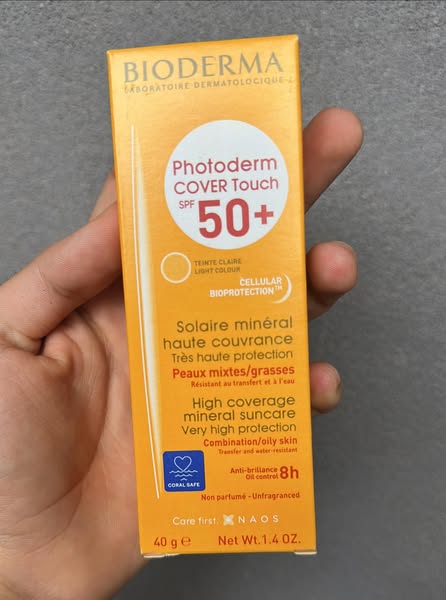 BIODERMA
LABORATOIRE DERMATOLOGIQUE
Photoderm
COVER Touch
SPF 50+
TEINTE CLAIRE
LIGHT COLOUR
CELLULAR
BIOPROTECTION™
Solaire minéral
haute couvrance
Très haute protection
Peaux mixtes/grasses
Résistant au transfert et à l'eau
High coverage
mineral suncare
Very high protection
Combination/oily skin
Transfer and water-resistant
CORAL SAFE
Anti-brillance
Oil control 8h
Non parfumé - Unfragranced
Care first. NAOS
40 g e Net Wt.1.4 OZ.